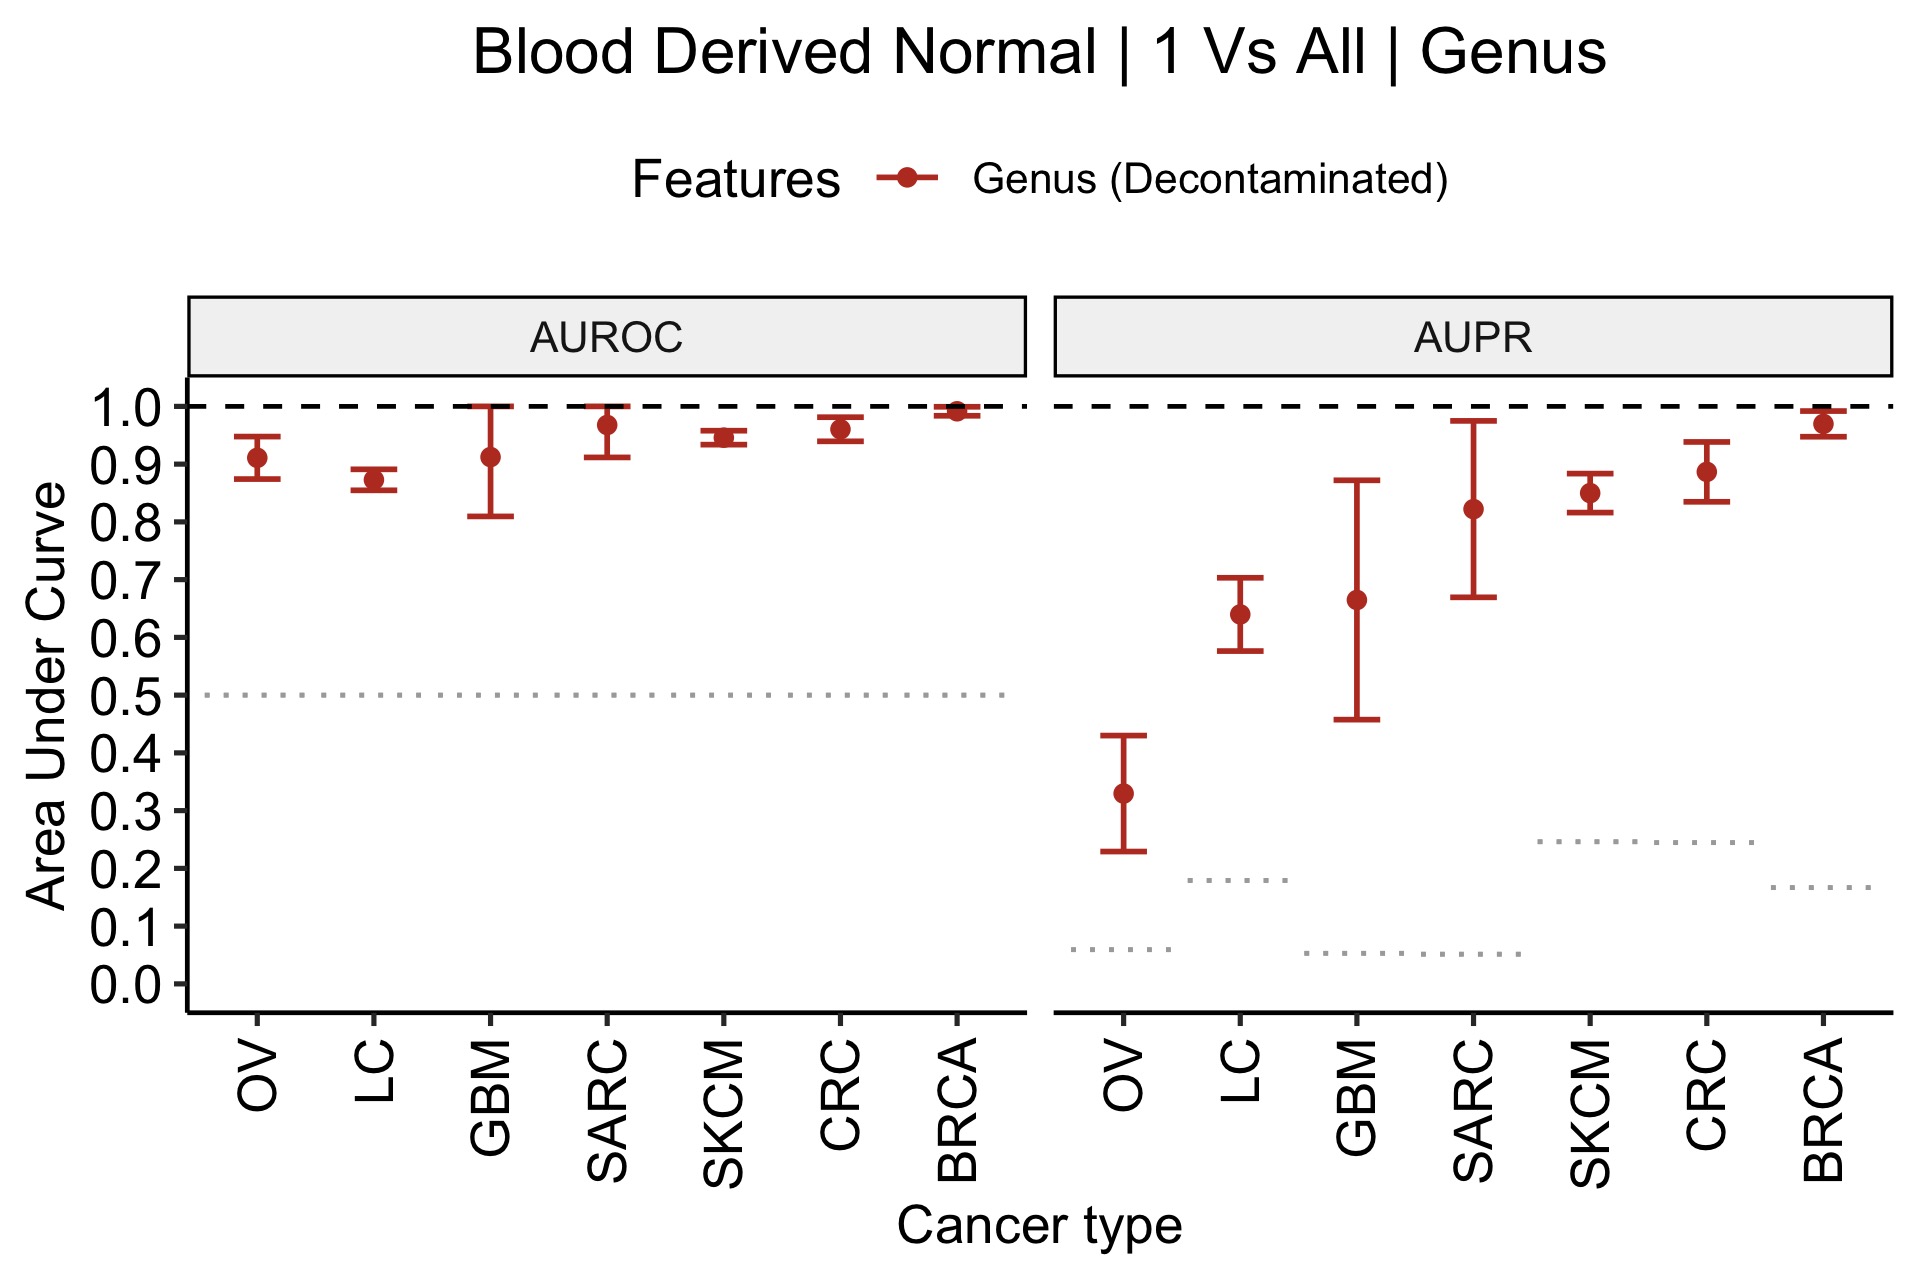 Blood Derived Normal | 1 Vs All | Genus
Features Genus (Decontaminated)
AUROC AUPR
Area Under Curve
1.0
0.9
0.8
0.7
0.6
0.5
0.4
0.3
0.2
0.1
0.0
OV LC GBM SARC SKCM CRC BRCA OV LC GBM SARC SKCM CRC BRCA
Cancer type